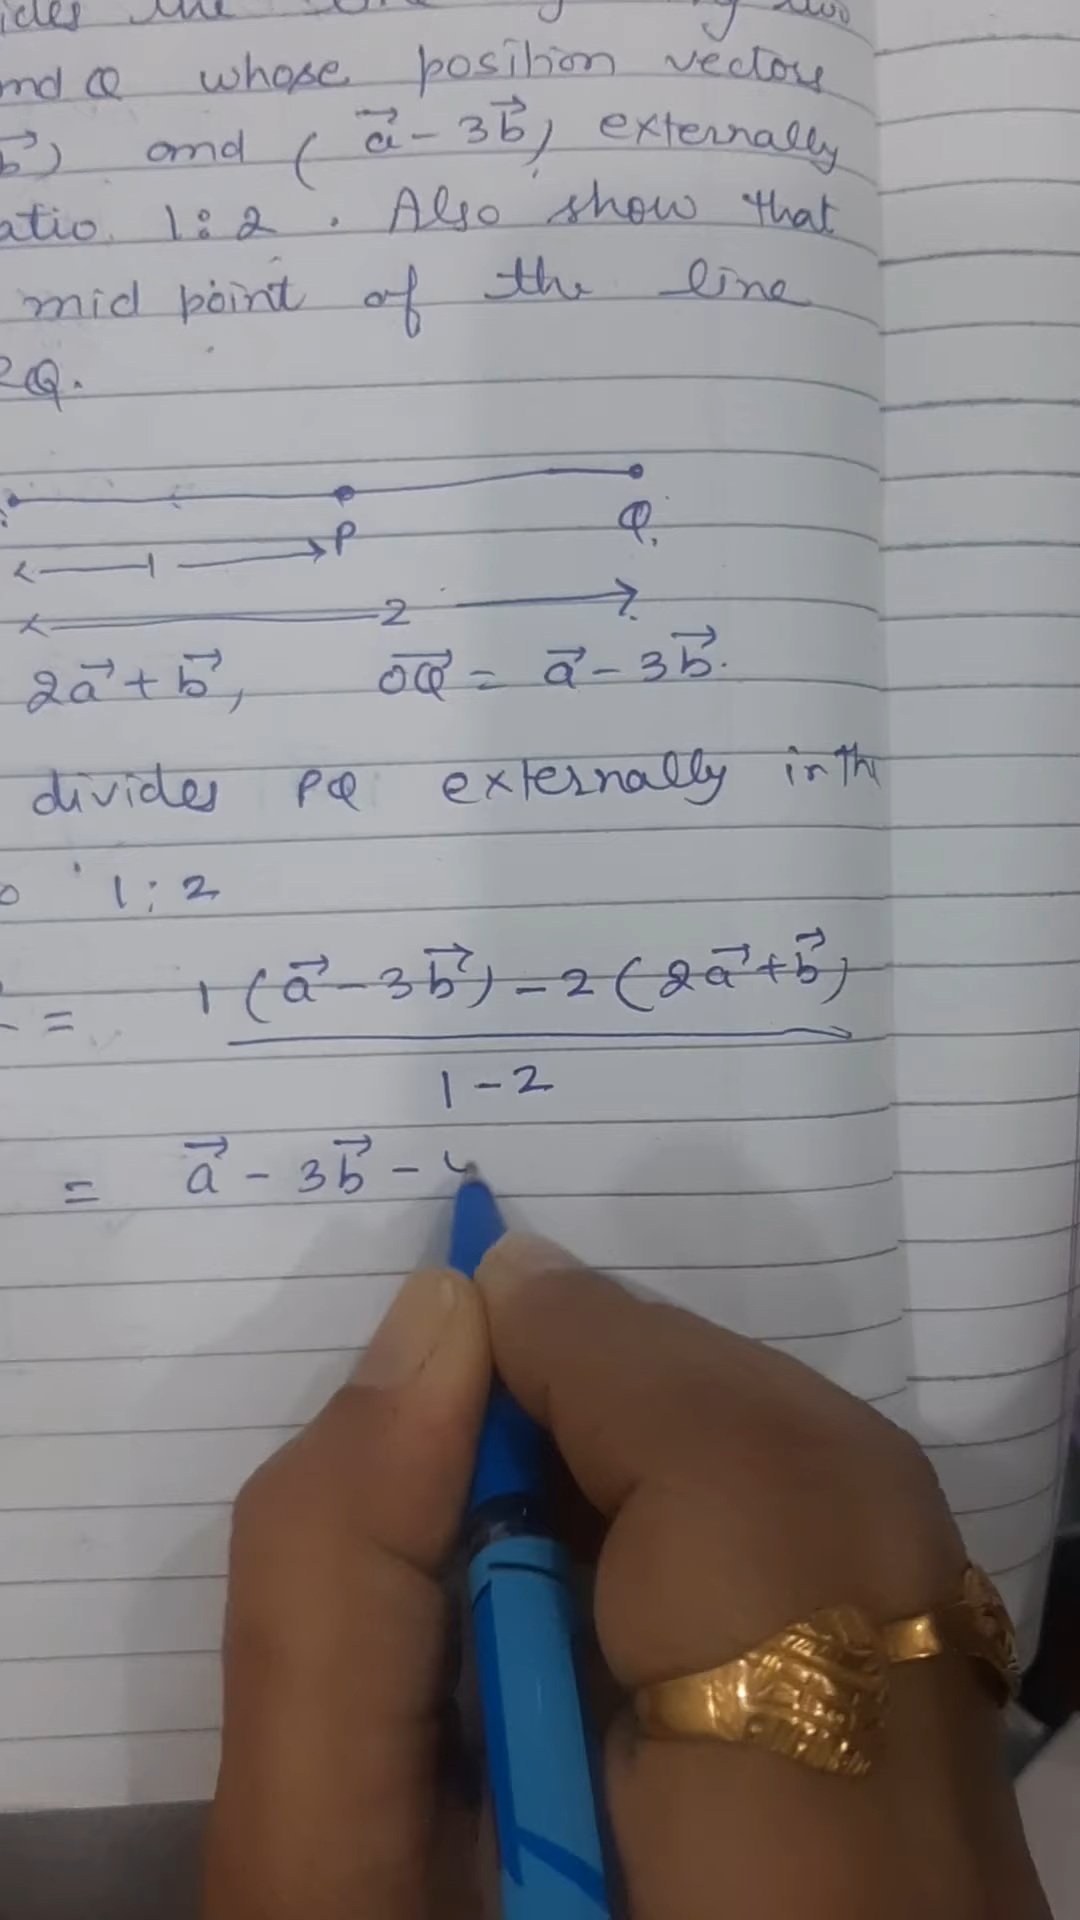 the
whose position vectors
b⃗) and (a⃗ - 3b⃗) externally
1:2 . Also show that
mid point of the line
Q.
P
Q.
1
2
2a⃗ + b⃗, OQ⃗ = a⃗ - 3b⃗.
divides PQ externally in th
1:2
= 1(a⃗ - 3b⃗) - 2(2a⃗ + b⃗)
1 - 2
= a⃗ - 3b⃗ -